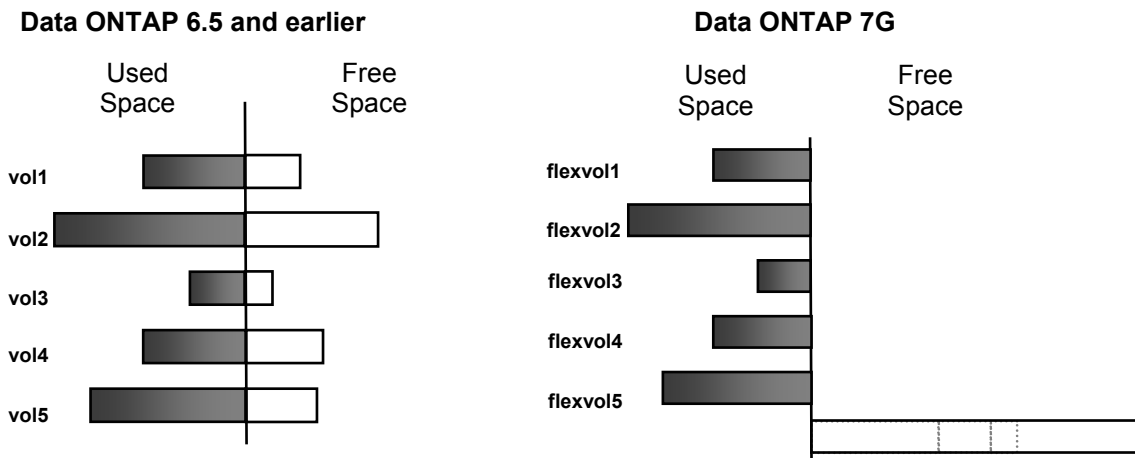 Data ONTAP 6.5 and earlier
Used
Space
Free
Space
vol1
vol2
vol3
vol4
vol5
Data ONTAP 7G
Used
Space
Free
Space
flexvol1
flexvol2
flexvol3
flexvol4
flexvol5